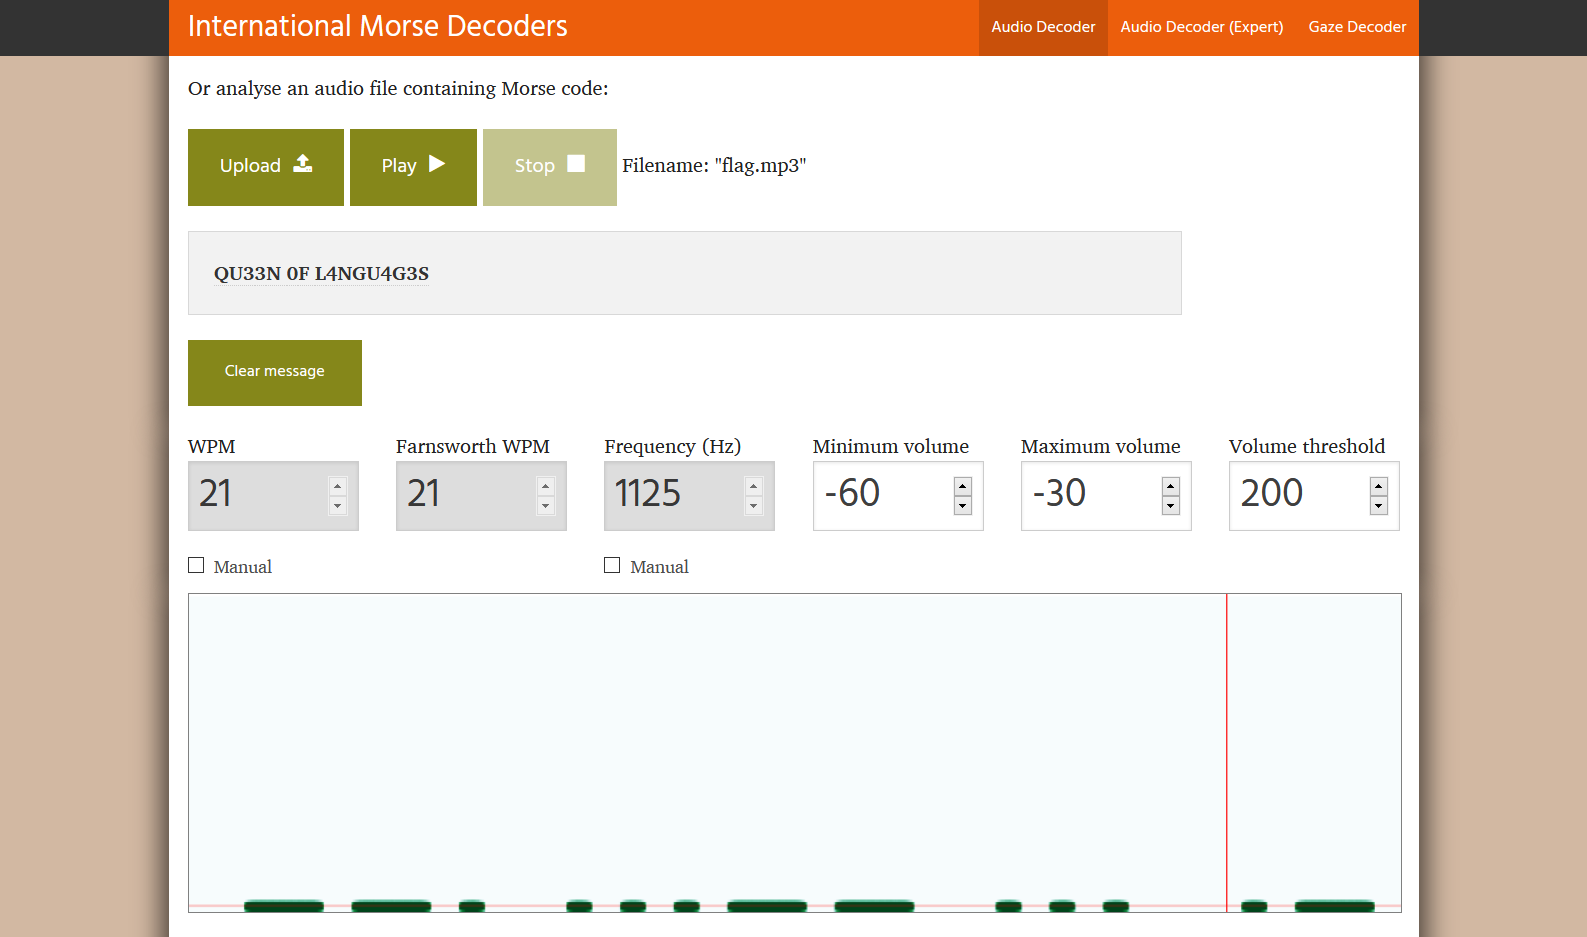 International Morse Decoders
Audio Decoder Audio Decoder (Expert) Gaze Decoder
Or analyse an audio file containing Morse code:
Upload Play Stop Filename: "flag.mp3"
QU33N 0F L4NGU4G3S
Clear message
WPM Farnsworth WPM Frequency (Hz) Minimum volume Maximum volume Volume threshold
21 21 1125 -60 -30 200
Manual Manual